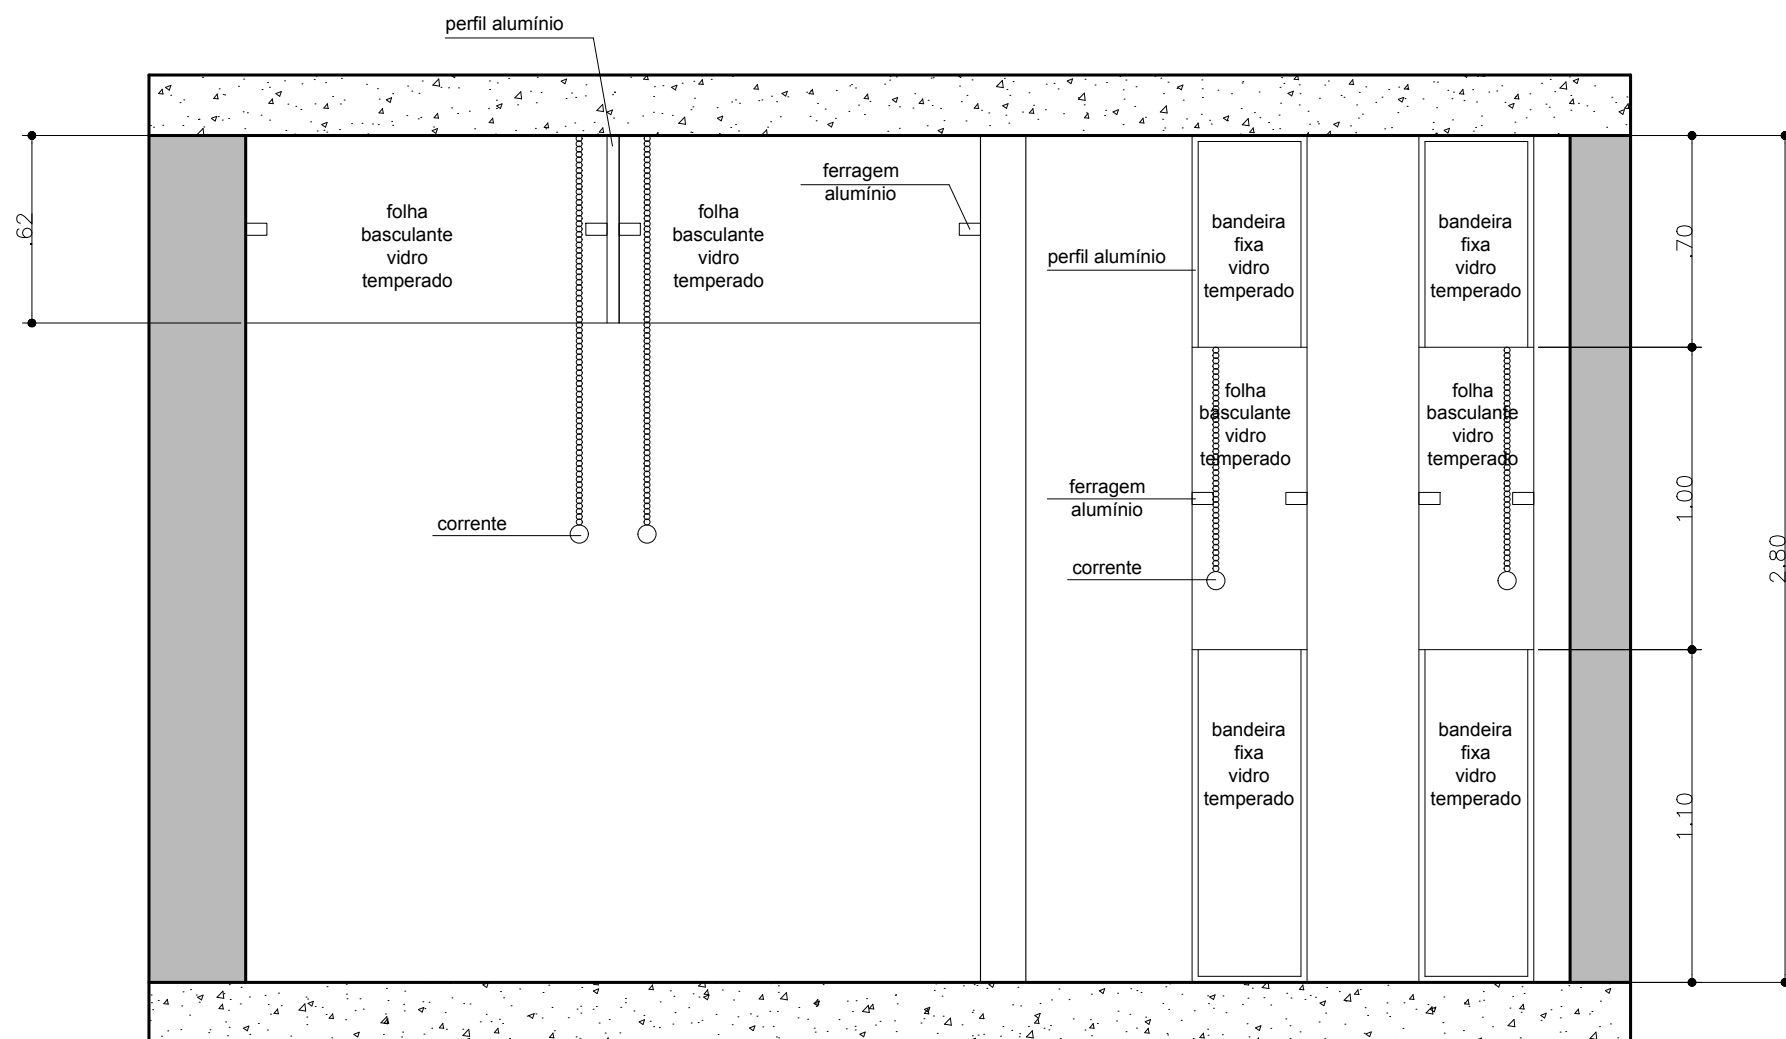 perfil alumínio
.62
folha
basculante
vidro
temperado
folha
basculante
vidro
temperado
ferragem
alumínio
corrente
perfil alumínio
bandeira
fixa
vidro
temperado
bandeira
fixa
vidro
temperado
folha
basculante
vidro
temperado
folha
basculante
vidro
temperado
ferragem
alumínio
corrente
bandeira
fixa
vidro
temperado
bandeira
fixa
vidro
temperado
.70
1.00
1.10
2.80